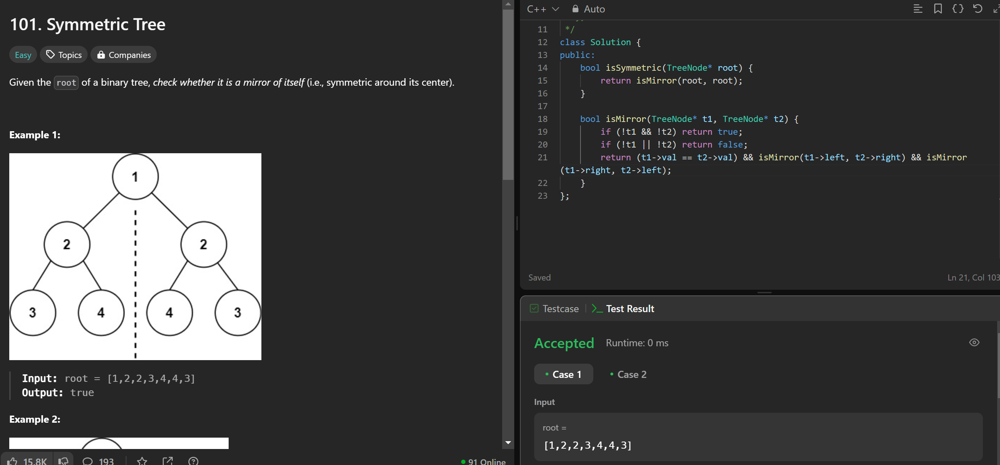 101. Symmetric Tree
Easy Topics Companies
Given the root of a binary tree, check whether it is a mirror of itself (i.e., symmetric around its center).
Example 1:
1
2 2
3 4 4 3
Input: root = [1,2,2,3,4,4,3]
Output: true
Example 2:
15.8K 193 91 Online
C++ Auto
11 */
12 class Solution {
13 public:
14     bool isSymmetric(TreeNode* root) {
15         return isMirror(root, root);
16     }
17
18     bool isMirror(TreeNode* t1, TreeNode* t2) {
19         if (!t1 && !t2) return true;
20         if (!t1 || !t2) return false;
21         return (t1->val == t2->val) && isMirror(t1->left, t2->right) && isMirror
(t1->right, t2->left);
22     }
23 };
Saved Ln 21, Col 103
Testcase Test Result
Accepted Runtime: 0 ms
Case 1 Case 2
Input
root =
[1,2,2,3,4,4,3]